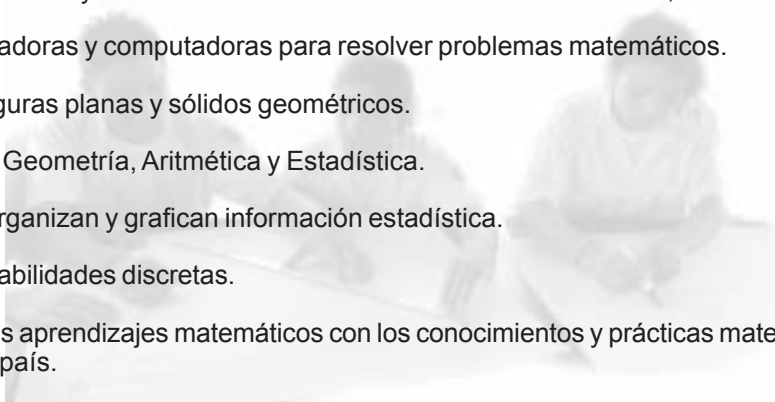 adoras y computadoras para resolver problemas matemáticos.
guras planas y sólidos geométricos.
Geometría, Aritmética y Estadística.
rganizan y grafican información estadística.
abilidades discretas.
s aprendizajes matemáticos con los conocimientos y prácticas mate
país.